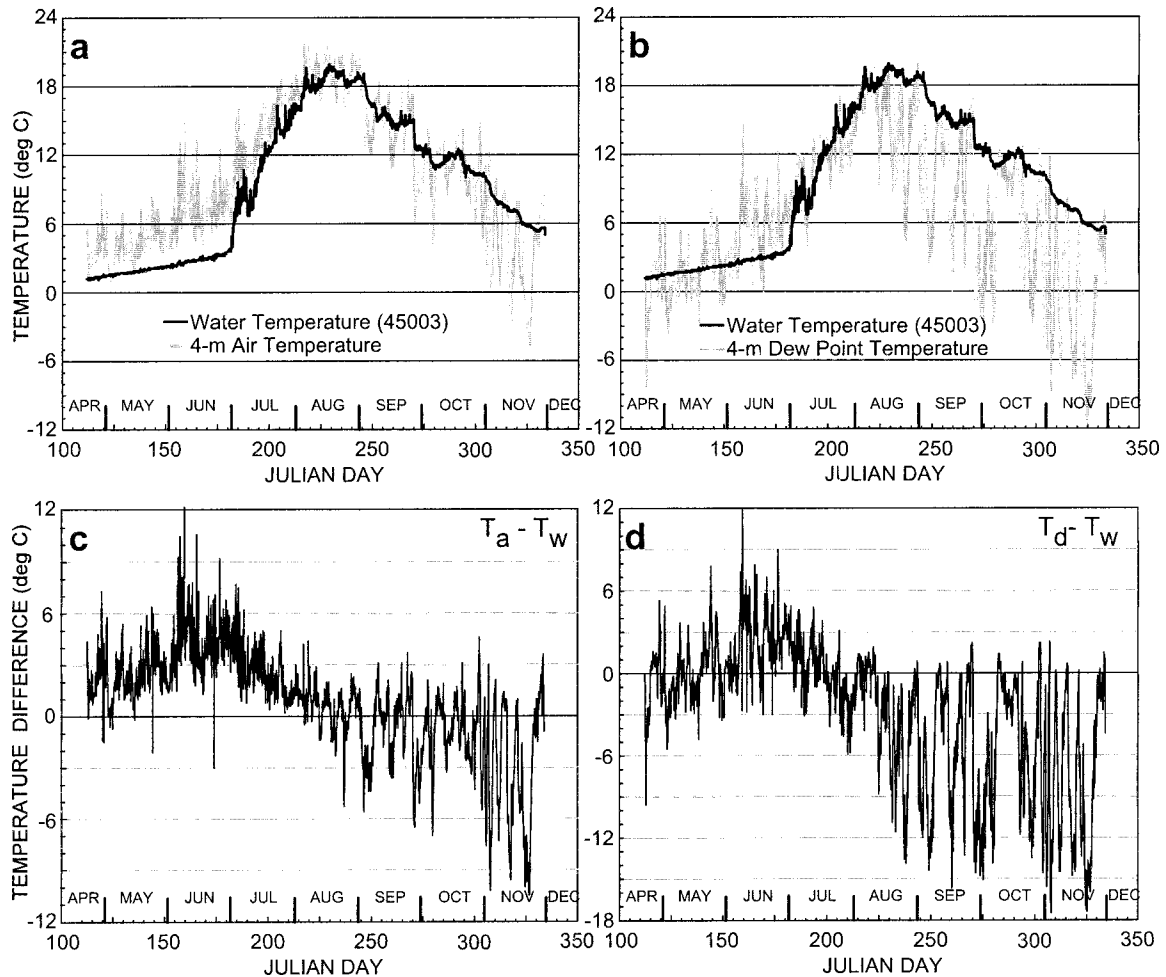 a
TEMPERATURE (deg C)
24
18
12
6
0
-6
-12
Water Temperature (45003)
4-m Air Temperature
APR MAY JUN JUL AUG SEP OCT NOV DEC
100 150 200 250 300 350
JULIAN DAY
b
24
18
12
6
0
-6
-12
Water Temperature (45003)
4-m Dew Point Temperature
APR MAY JUN JUL AUG SEP OCT NOV DEC
100 150 200 250 300 350
JULIAN DAY
c
Ta - Tw
TEMPERATURE DIFFERENCE (deg C)
12
6
0
-6
-12
APR MAY JUN JUL AUG SEP OCT NOV DEC
100 150 200 250 300 350
JULIAN DAY
d
Td- Tw
12
6
0
-6
-12
-18
APR MAY JUN JUL AUG SEP OCT NOV DEC
100 150 200 250 300 350
JULIAN DAY